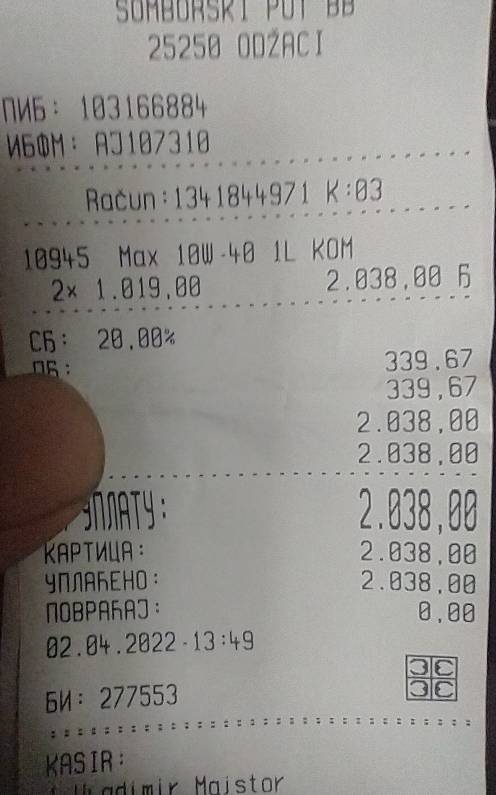 SOMBORSKI PUT BB
25250 ODŽACI
ПИБ: 103166884
ИБФМ: AJ107310
Račun:1341844971 K:03
10945 Max 10W-40 1L KOM
2x 1.019,00 2.038,00 Ђ
СБ: 20,00%
339,67
ПБ: 339,67
2.038,00
2.038,00
УПЛАТУ: 2.038,00
КАРТИЦА: 2.038,00
УПЛАЋЕНО: 2.038,00
ПОВРАЋАЈ: 0,00
02.04.2022-13:49
БИ: 277553
KASIR:
Vladimir Majstor